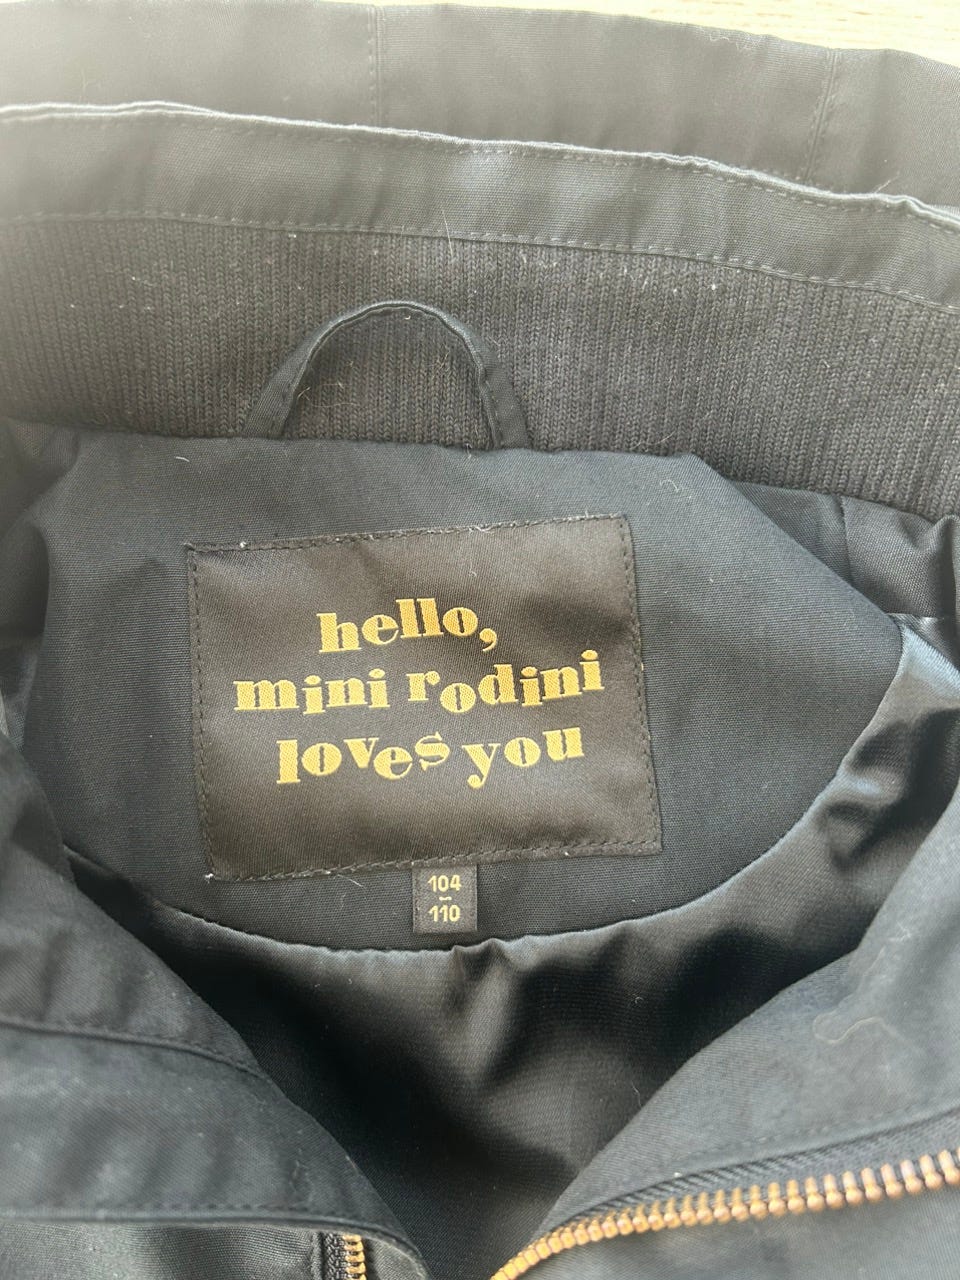 hello,
mini rodini
loves you
104
-
110